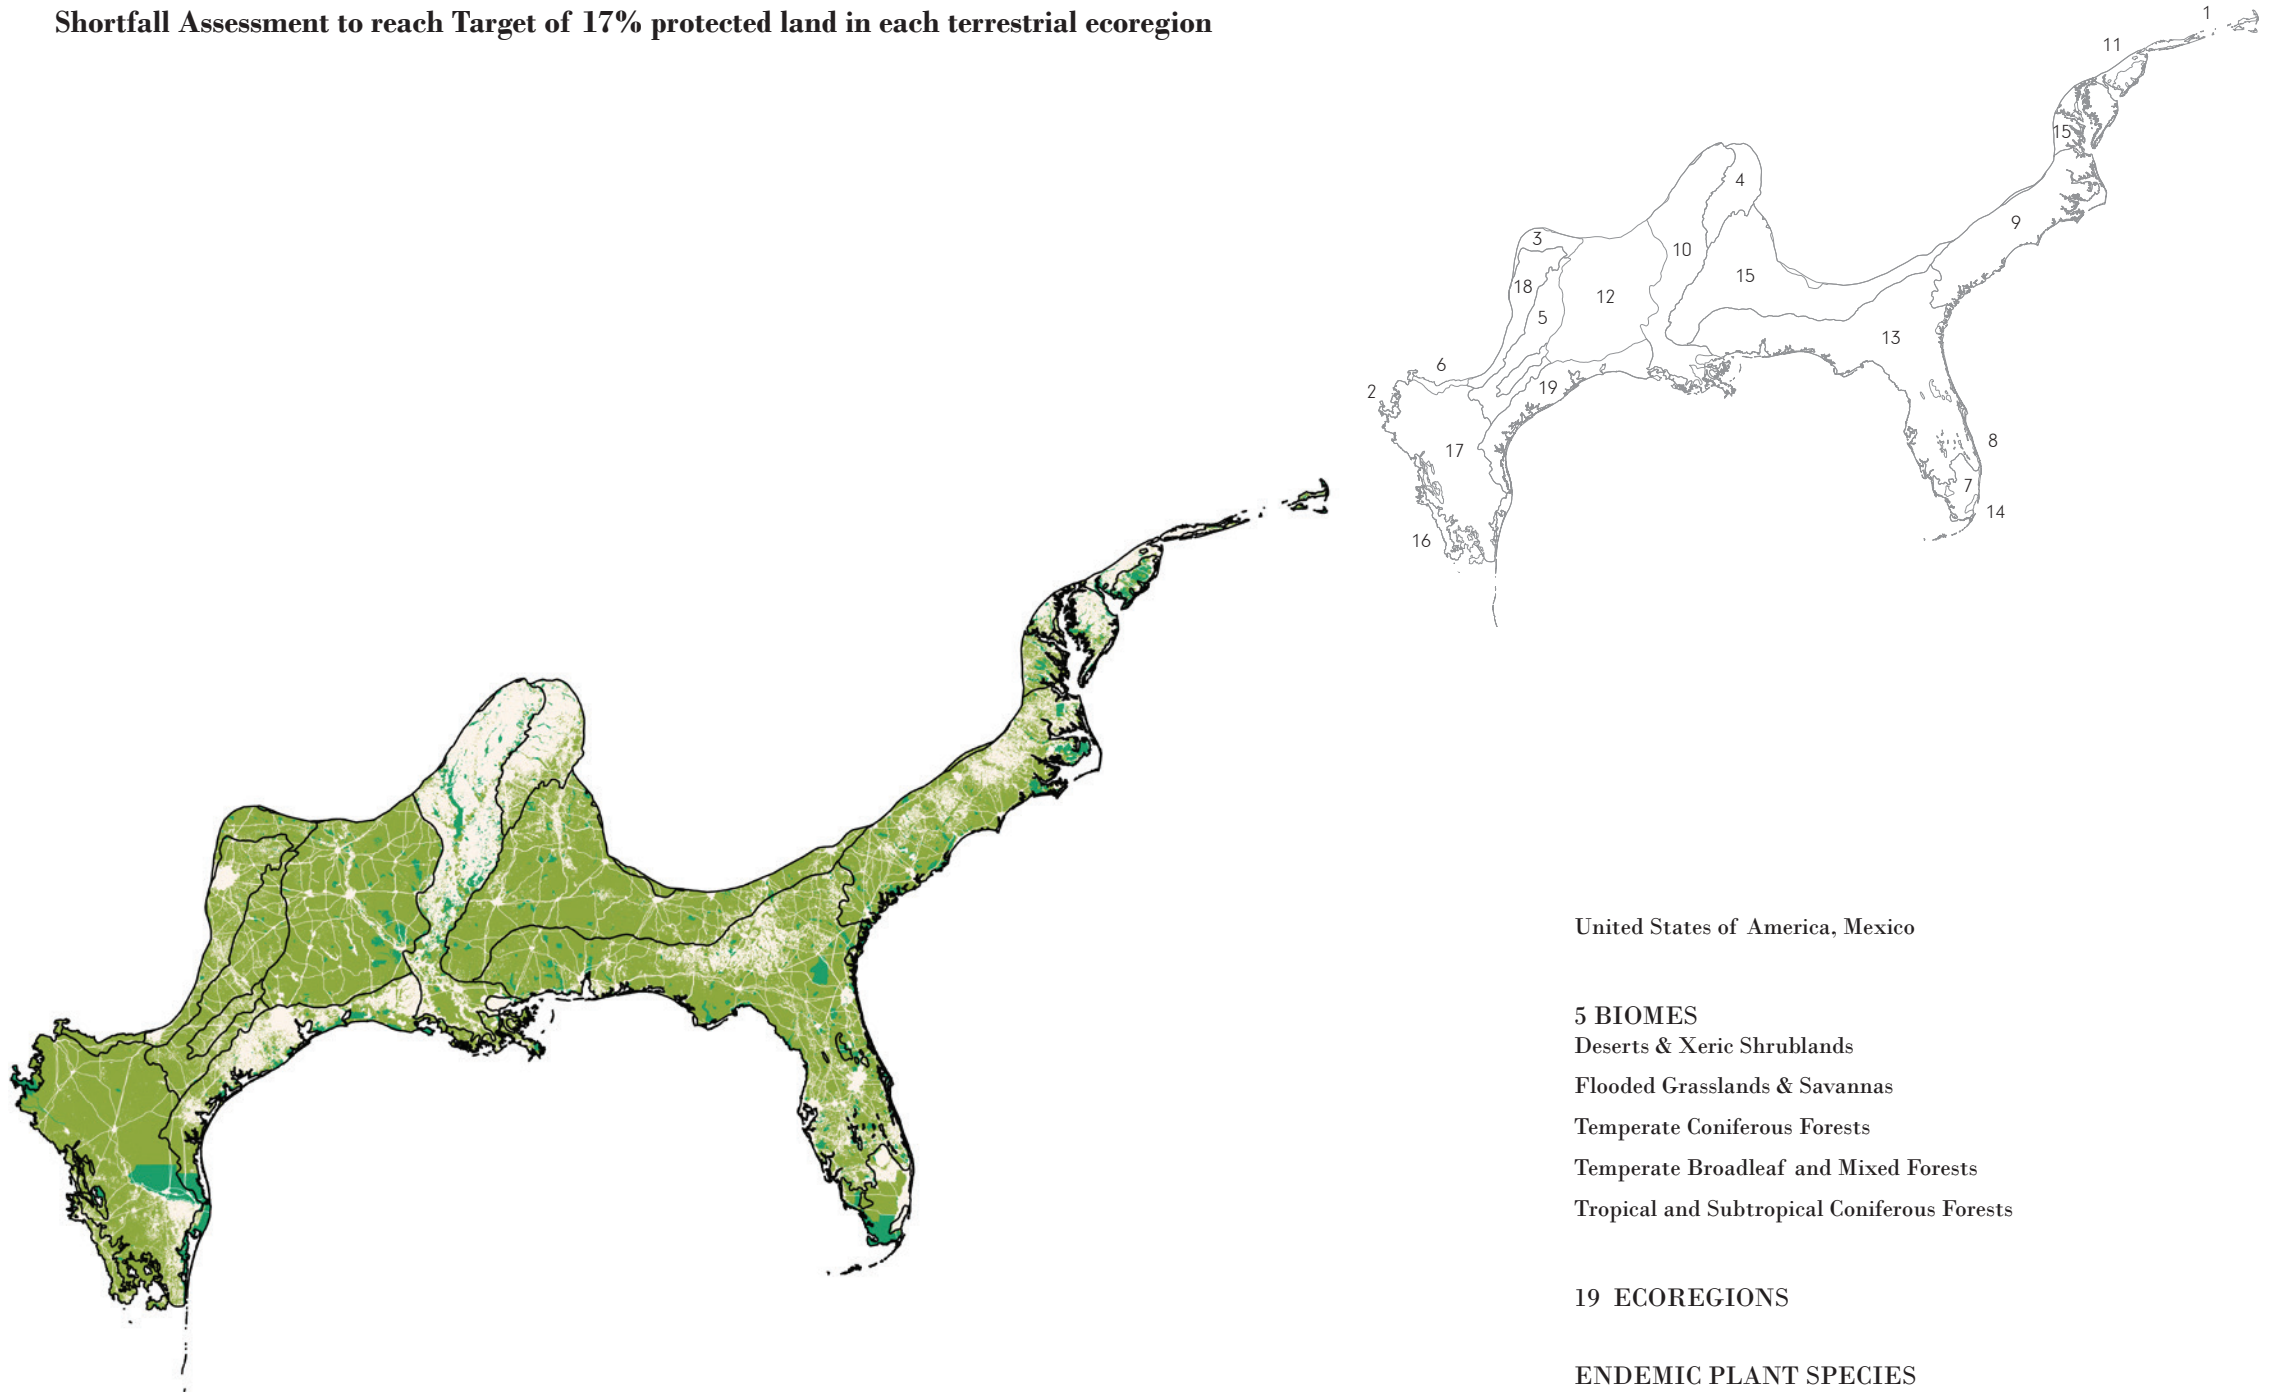 Shortfall Assessment to reach Target of 17% protected land in each terrestrial ecoregion
1
11
15
4
9
3
10
18
15
12
5
13
6
2
19
8
17
7
14
16
United States of America, Mexico
5 BIOMES
Deserts & Xeric Shrublands
Flooded Grasslands & Savannas
Temperate Coniferous Forests
Temperate Broadleaf and Mixed Forests
Tropical and Subtropical Coniferous Forests
19 ECOREGIONS
ENDEMIC PLANT SPECIES